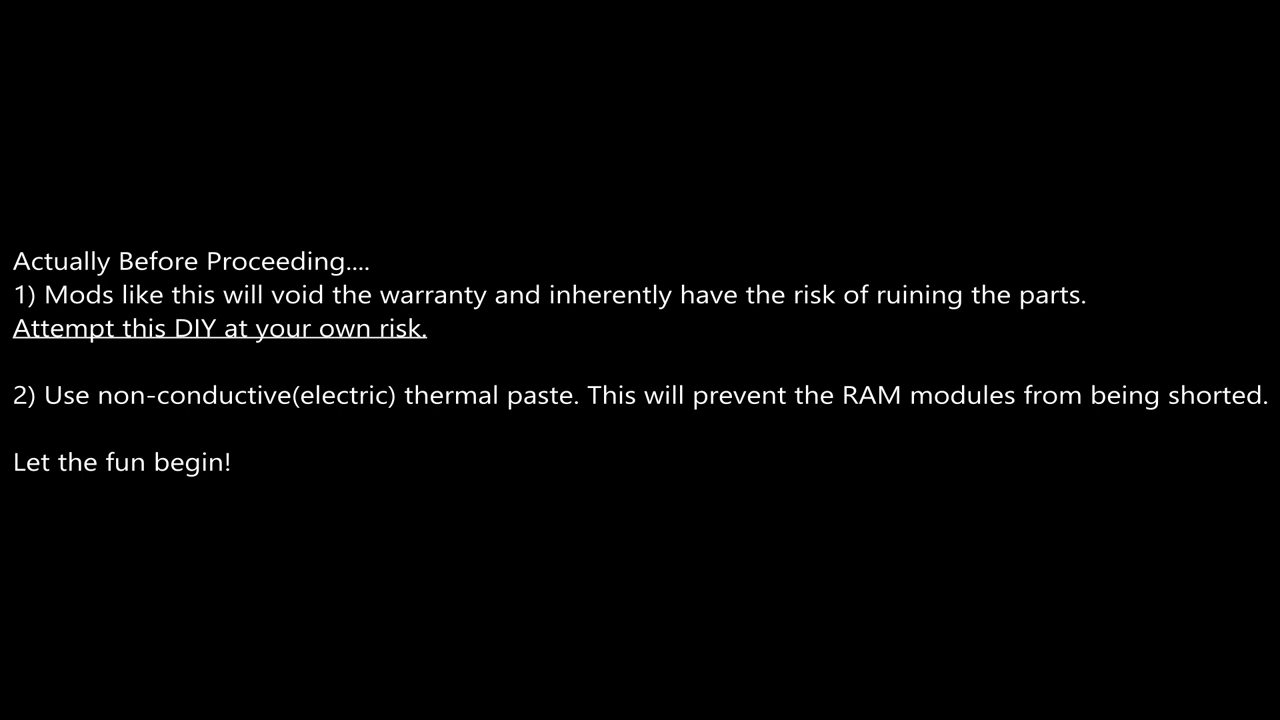 Actually Before Proceeding....
1) Mods like this will void the warranty and inherently have the risk of ruining the parts.
Attempt this DIY at your own risk.
2) Use non-conductive(electric) thermal paste. This will prevent the RAM modules from being shorted.
Let the fun begin!